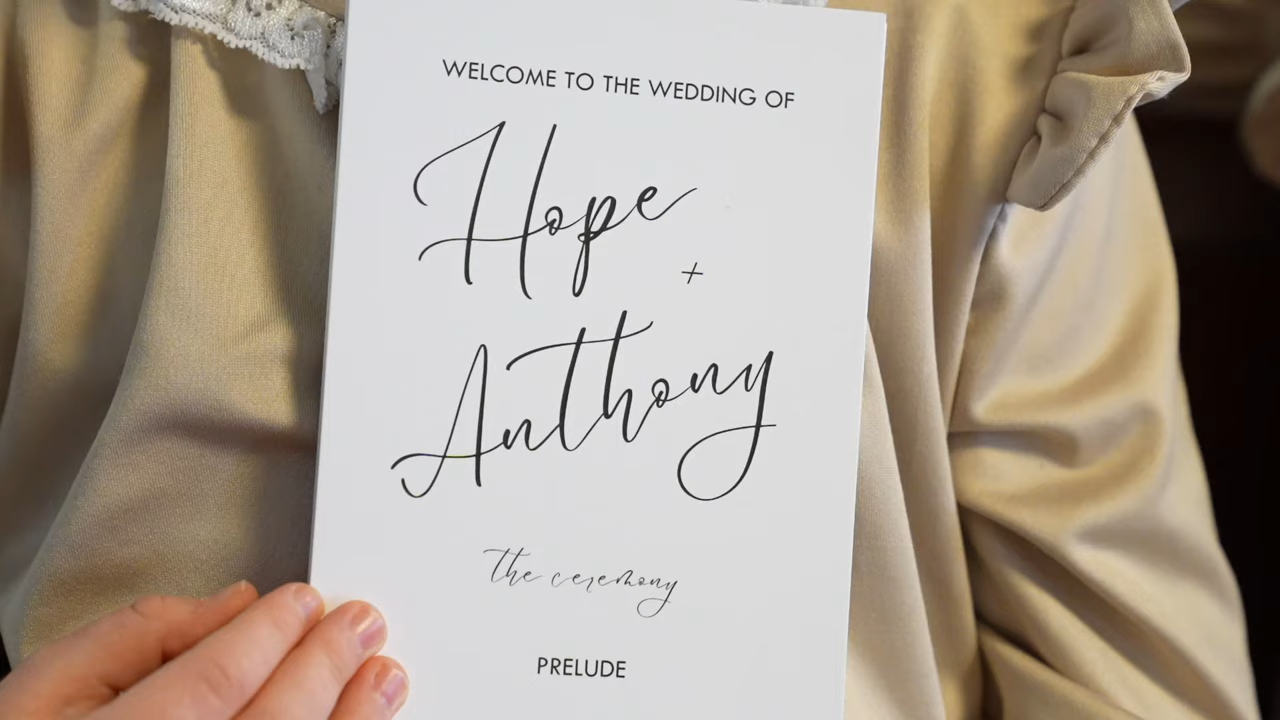 WELCOME TO THE WEDDING OF
Hope
+
Anthony
the ceremony
PRELUDE